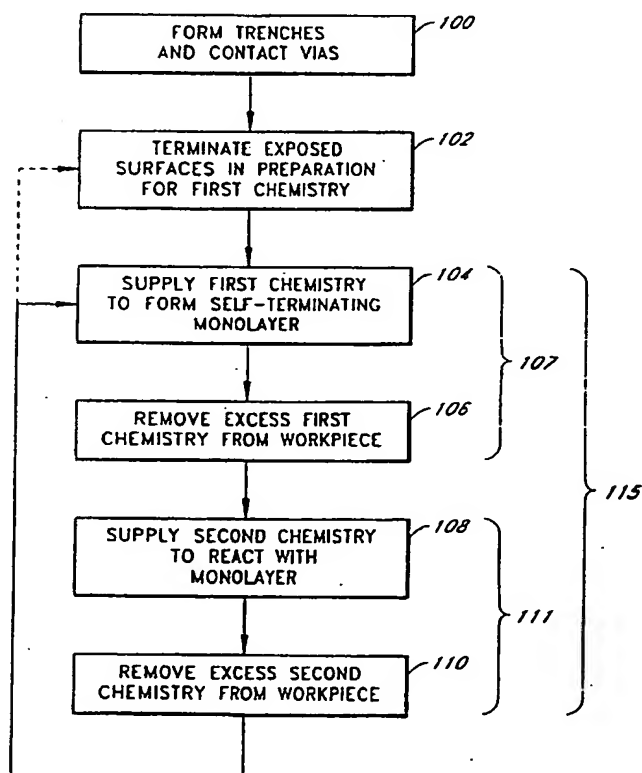 FORM TRENCHES
AND CONTACT VIAS
100
TERMINATE EXPOSED
SURFACES IN PREPARATION
FOR FIRST CHEMISTRY
102
SUPPLY FIRST CHEMISTRY
TO FORM SELF-TERMINATING
MONOLAYER
104
107
REMOVE EXCESS FIRST
CHEMISTRY FROM WORKPIECE
106
115
SUPPLY SECOND CHEMISTRY
TO REACT WITH
MONOLAYER
108
111
REMOVE EXCESS SECOND
CHEMISTRY FROM WORKPIECE
110